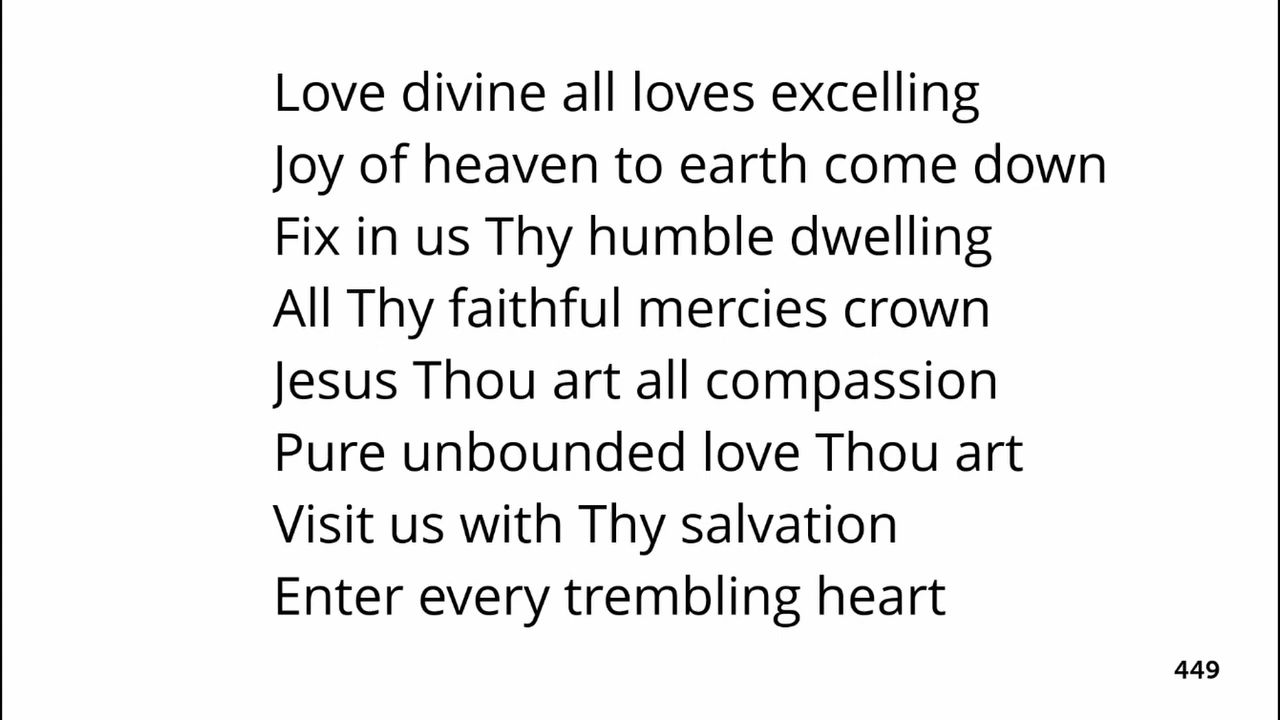 Love divine all loves excelling
Joy of heaven to earth come down
Fix in us Thy humble dwelling
All Thy faithful mercies crown
Jesus Thou art all compassion
Pure unbounded love Thou art
Visit us with Thy salvation
Enter every trembling heart
449